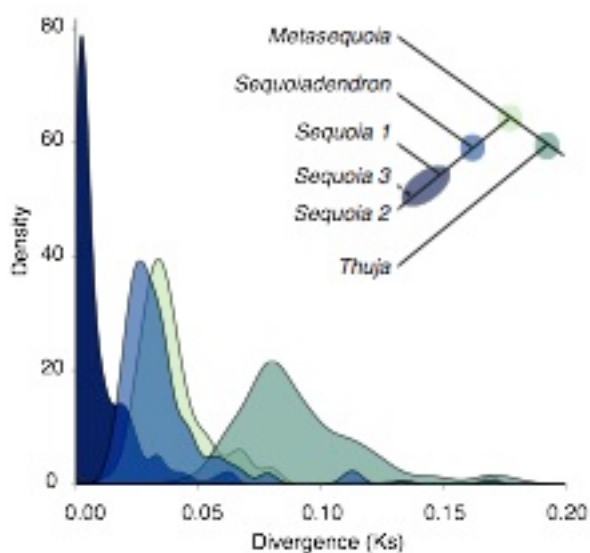 80
60
40
20
0
Density
0.00
0.05
0.10
0.15
0.20
Divergence (Ks)
Metasequoia
Sequoiadendron
Sequoia 1
Sequoia 3
Sequoia 2
Thuja